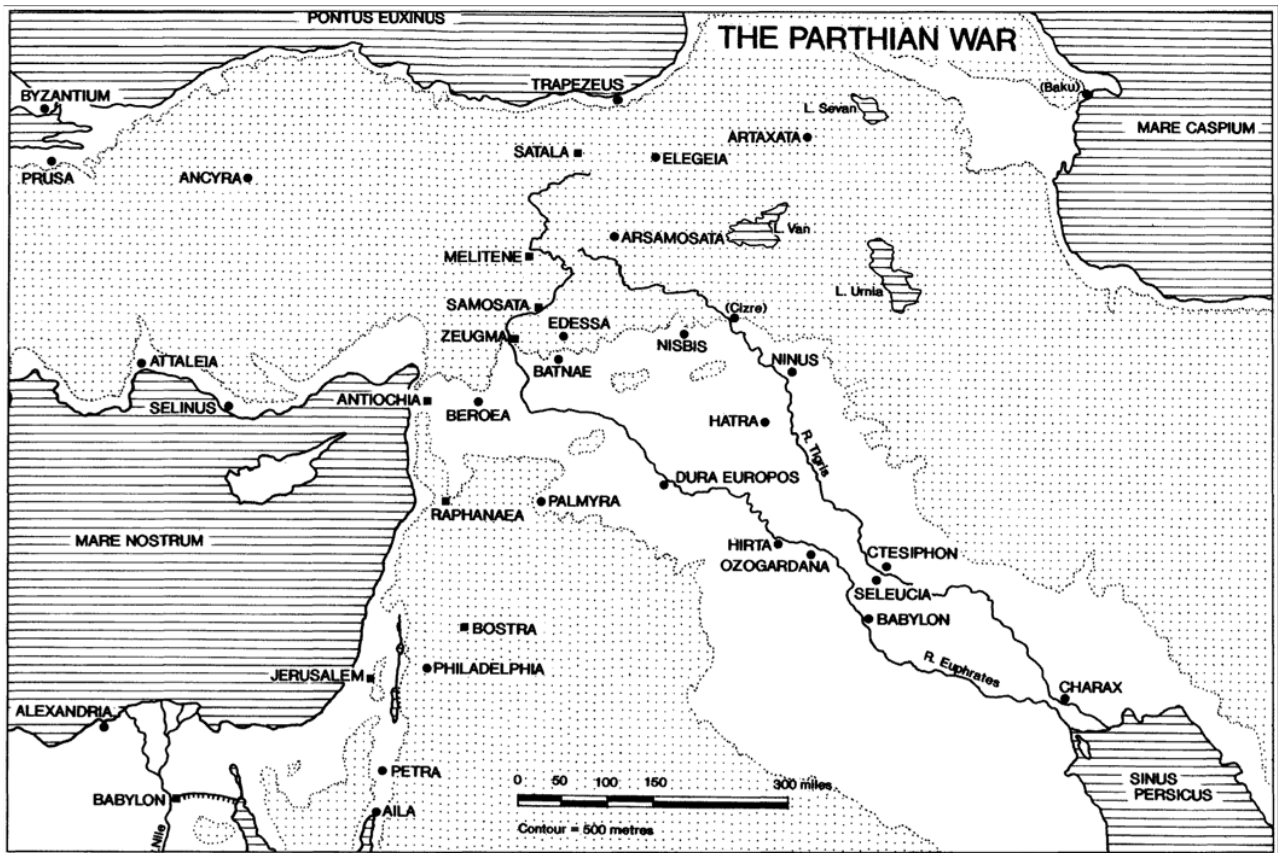 PONTUS EUXINUS
THE PARTHIAN WAR
BYZANTIUM
TRAPEZEUS
(Baku)
L. Sevan
MARE CASPIUM
ARTAXATA
SATALA
ELEGEIA
PRUSA
ANCYRA
ARSAMOSATA
L. Van
MELITENE
L. Urnia
SAMOSATA
(Cizre)
EDESSA
ZEUGMA
NISBIS
ATTALEIA
BATNAE
NINUS
ANTIOCHIA
SELINUS
BEROEA
HATRA
R. Tigris
DURA EUROPOS
RAPHANAEA
PALMYRA
MARE NOSTRUM
HIRTA
OZOGARDANA
CTESIPHON
SELEUCIA
BABYLON
BOSTRA
PHILADELPHIA
JERUSALEM
R. Euphrates
CHARAX
ALEXANDRIA
PETRA
0 50 100 150 300 miles
SINUS
PERSICUS
BABYLON
AILA
Contour = 500 metres
Nile